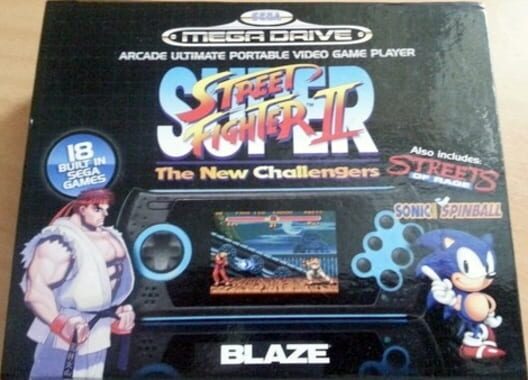 SEGA
MEGA DRIVE
ARCADE ULTIMATE PORTABLE VIDEO GAME PLAYER
SUPER
STREET
FIGHTER II
The New Challengers
18
BUILT IN
SEGA
GAMES
Also includes:
STREETS
OF RAGE
SONIC SPINBALL
BLAZE